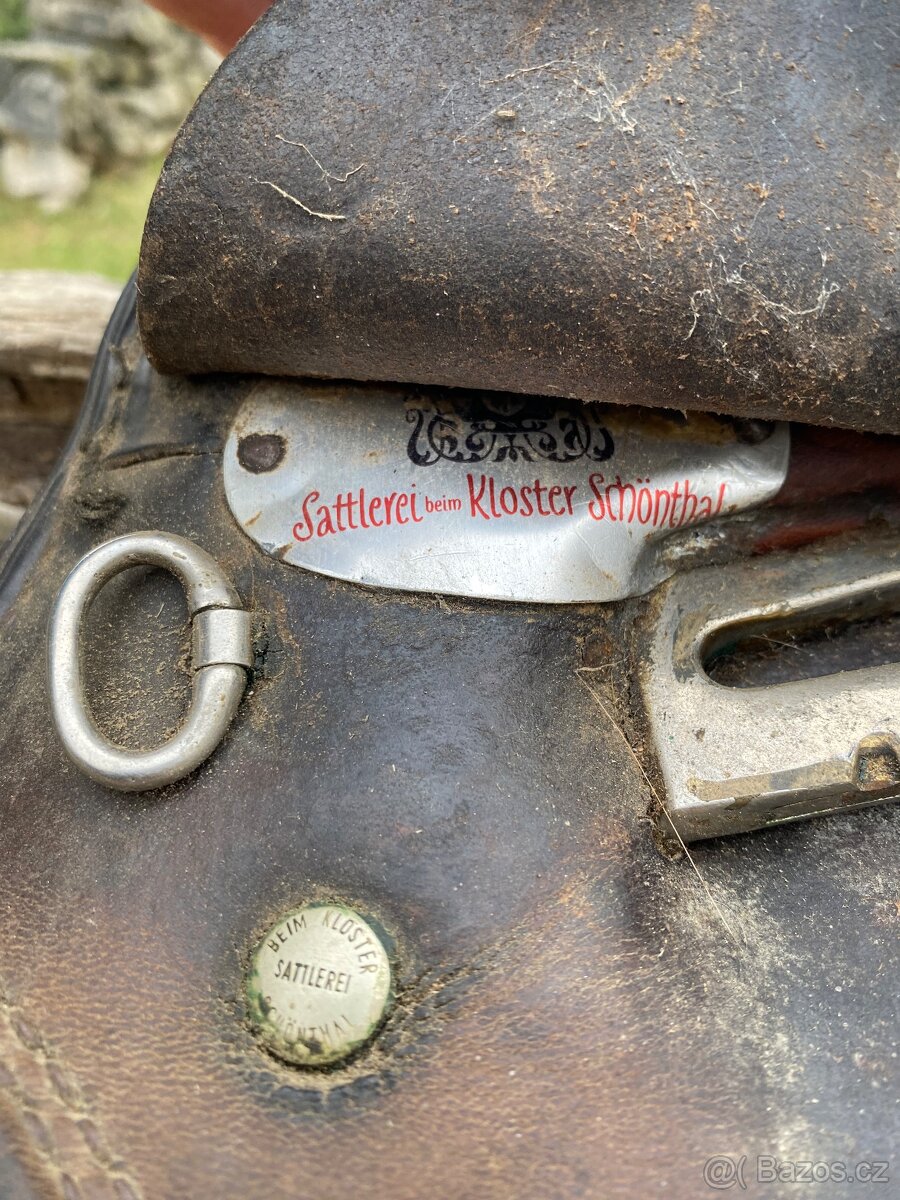 Sattlerei beim Kloster Schönthal
BEIM KLOSTER
SATTLEREI
SCHÖNTHAL
@( Bazos.cz